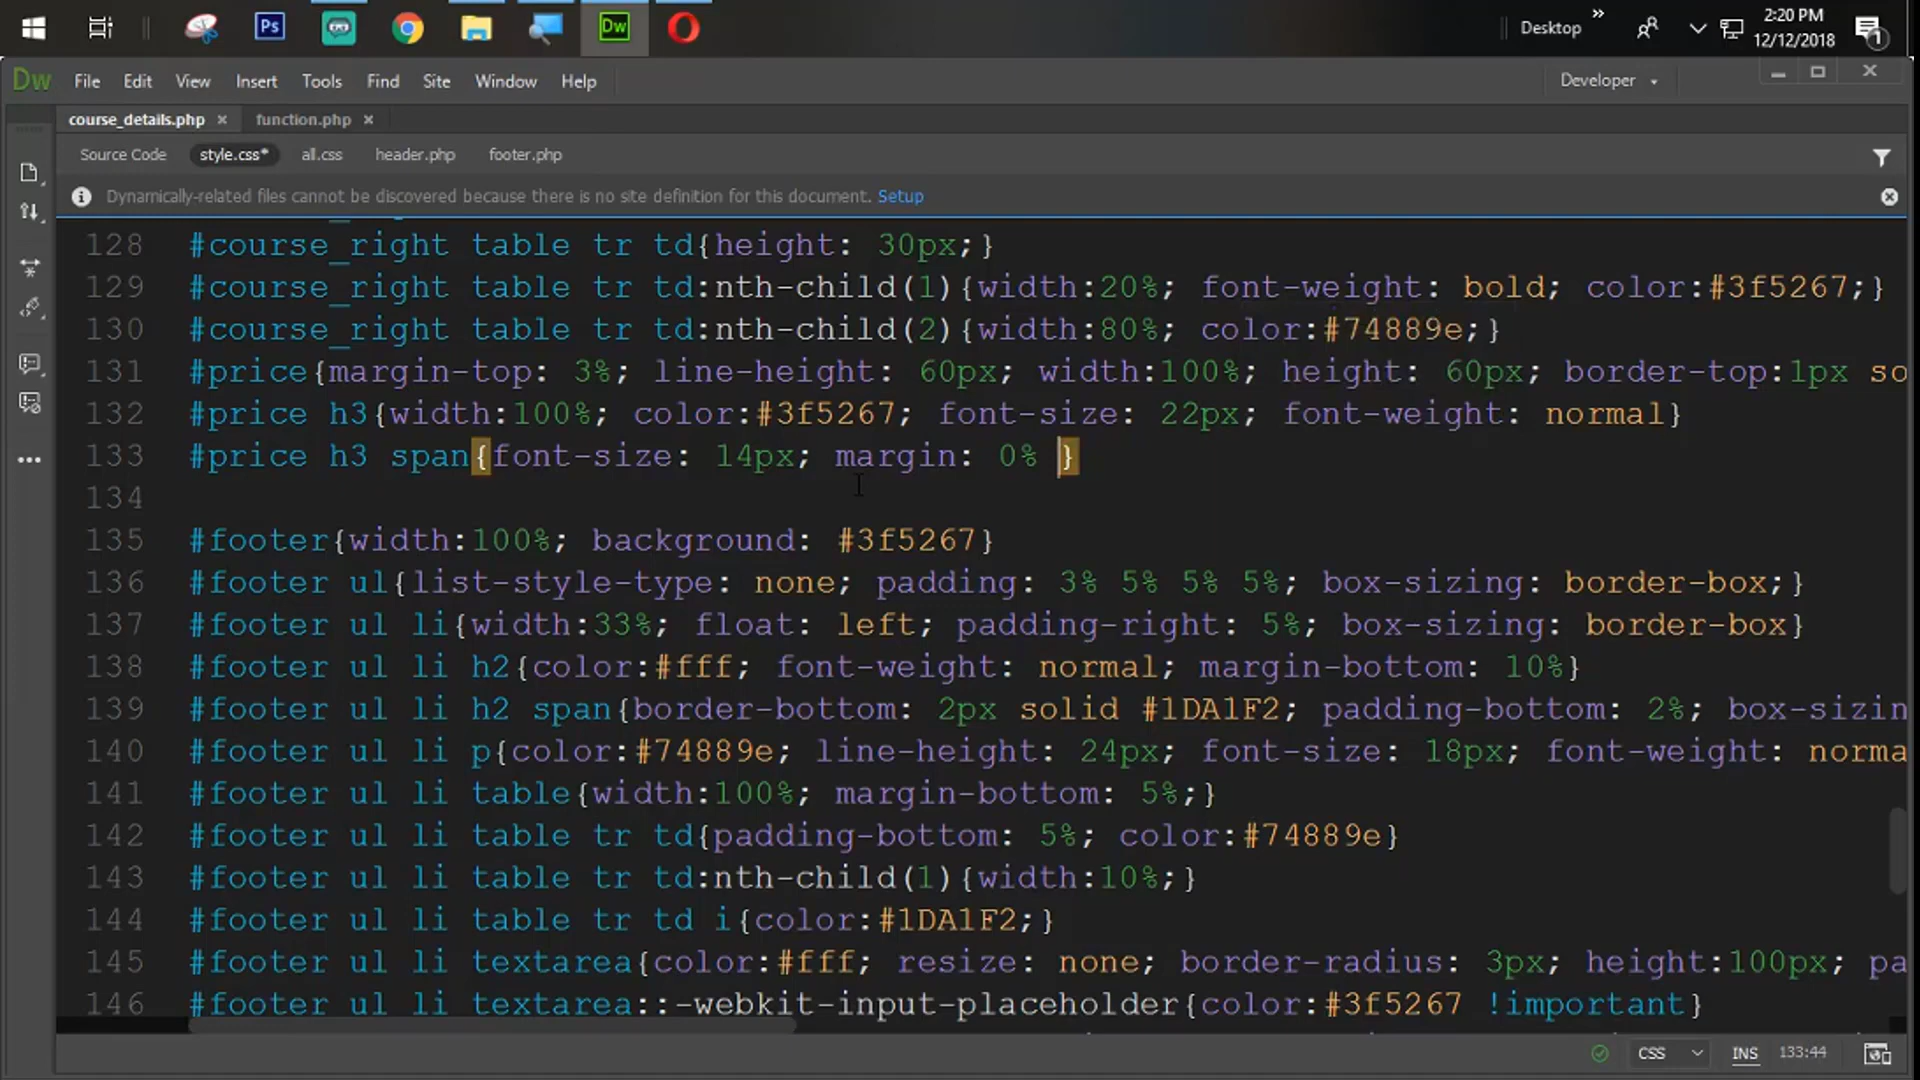 Ps
Dw
Desktop
»
2:20 PM
12/12/2018
1
Dw File Edit View Insert Tools Find Site Window Help
Developer
course_details.php × function.php ×
Source Code style.css* all.css header.php footer.php
Dynamically-related files cannot be discovered because there is no site definition for this document. Setup
128 #course_right table tr td{height: 30px;}
129 #course_right table tr td:nth-child(1){width:20%; font-weight: bold; color:#3f5267;}
130 #course_right table tr td:nth-child(2){width:80%; color:#74889e;}
131 #price{margin-top: 3%; line-height: 60px; width:100%; height: 60px; border-top:1px so
132 #price h3{width:100%; color:#3f5267; font-size: 22px; font-weight: normal}
133 #price h3 span{font-size: 14px; margin: 0% }
134
135 #footer{width:100%; background: #3f5267}
136 #footer ul{list-style-type: none; padding: 3% 5% 5% 5%; box-sizing: border-box;}
137 #footer ul li{width:33%; float: left; padding-right: 5%; box-sizing: border-box}
138 #footer ul li h2{color:#fff; font-weight: normal; margin-bottom: 10%}
139 #footer ul li h2 span{border-bottom: 2px solid #1DA1F2; padding-bottom: 2%; box-sizin
140 #footer ul li p{color:#74889e; line-height: 24px; font-size: 18px; font-weight: norma
141 #footer ul li table{width:100%; margin-bottom: 5%;}
142 #footer ul li table tr td{padding-bottom: 5%; color:#74889e}
143 #footer ul li table tr td:nth-child(1){width:10%;}
144 #footer ul li table tr td i{color:#1DA1F2;}
145 #footer ul li textarea{color:#fff; resize: none; border-radius: 3px; height:100px; pa
146 #footer ul li textarea::-webkit-input-placeholder{color:#3f5267 !important}
CSS INS 133:44